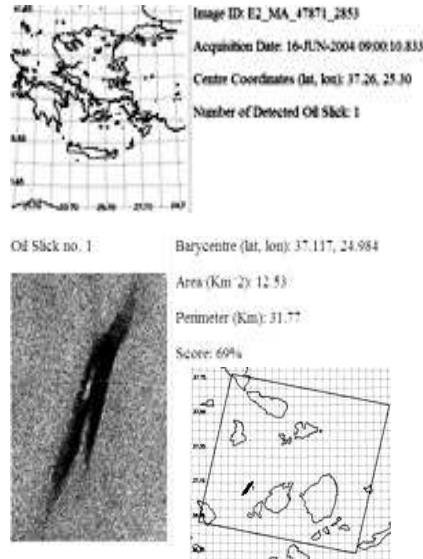 Image ID: E2_MA_47871_2853
Acquisition Date: 16-JUN-2004 09:00:10.833
Centre Coordinates (lat, lon): 37.26, 25.30
Number of Detected Oil Slick: 1
Oil Slick no. 1
Barycentre (lat, lon): 37.117, 24.984
Area (Km^2): 12.53
Perimeter (Km): 31.77
Score: 69%